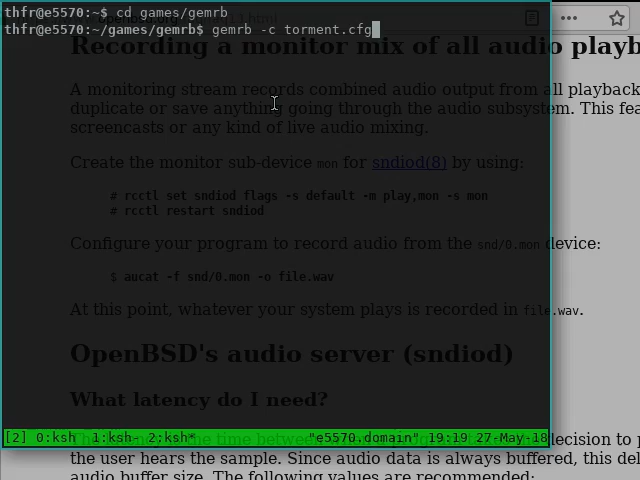 thfr@e5570:~$ cd games/gemrb
thfr@e5570:~/games/gemrb$ gemrb -c torment.cfg
Recording a monitor mix of all audio playb
A monitoring stream records combined audio output from all playback
duplicate or save anything going through the audio subsystem. This fea
screencasts or any kind of live audio mixing.
Create the monitor sub-device mon for sndiod(8) by using:
# rcctl set sndiod flags -s default -m play,mon -s mon
# rcctl restart sndiod
Configure your program to record audio from the snd/0.mon device:
$ aucat -f snd/0.mon -o file.wav
At this point, whatever your system plays is recorded in file.wav.
OpenBSD's audio server (sndiod)
What latency do I need?
[2] 0:ksh 1:ksh- 2:ksh* "e5570.domain" 19:19 27-May-18
decision to p
the user hears the sample. Since audio data is always buffered, this del
audio buffer size. The following values are recommended: